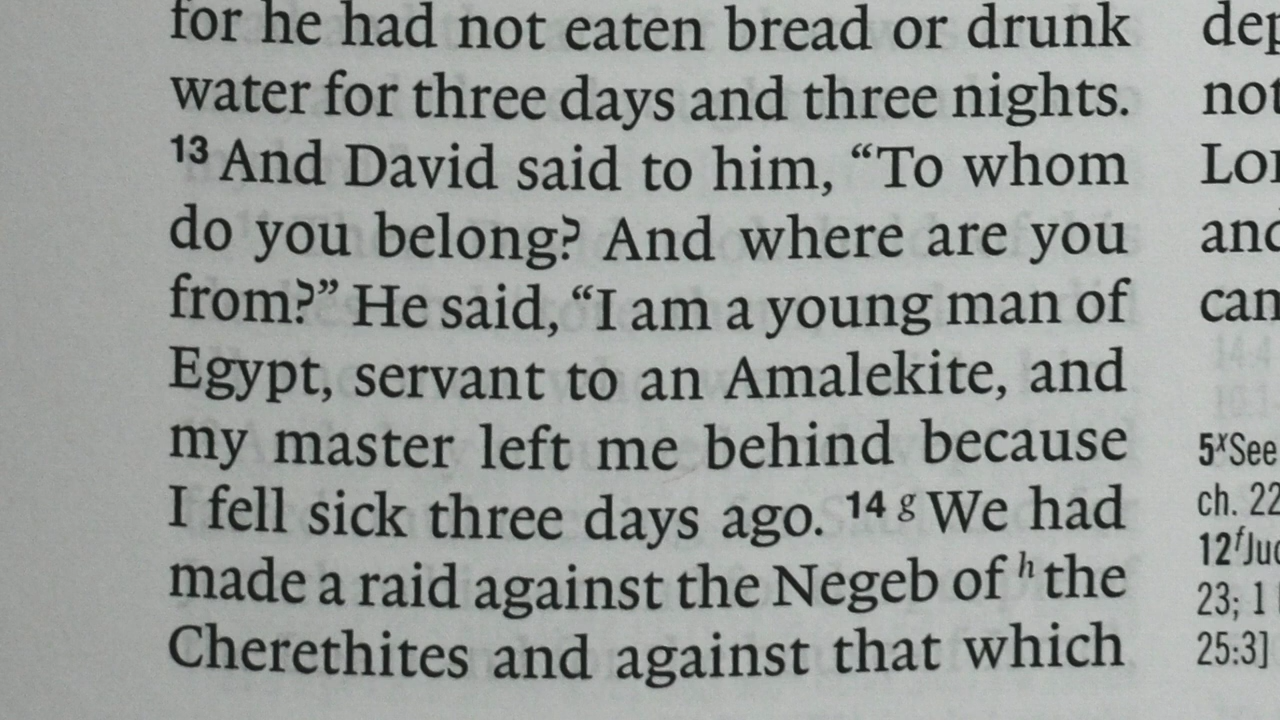 for he had not eaten bread or drunk
water for three days and three nights.
13 And David said to him, “To whom
do you belong? And where are you
from?” He said, “I am a young man of
Egypt, servant to an Amalekite, and
my master left me behind because
I fell sick three days ago. 14 g We had
made a raid against the Negeb of h the
Cherethites and against that which
dep
not
Lor
and
can
5xSee
ch. 22
12fJud
23; 1
25:3]